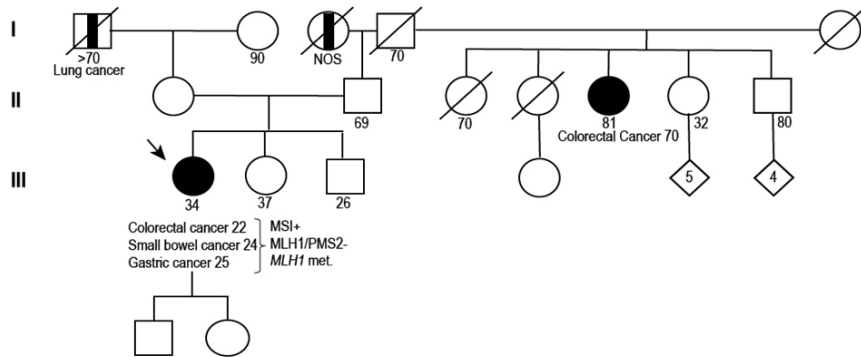 I
>70
Lung cancer
90
NOS
70
II
69
70
81
32
80
Colorectal Cancer 70
5
4
III
34
37
26
Colorectal cancer 22
Small bowel cancer 24
Gastric cancer 25
MSI+
MLH1/PMS2-
MLH1 met.